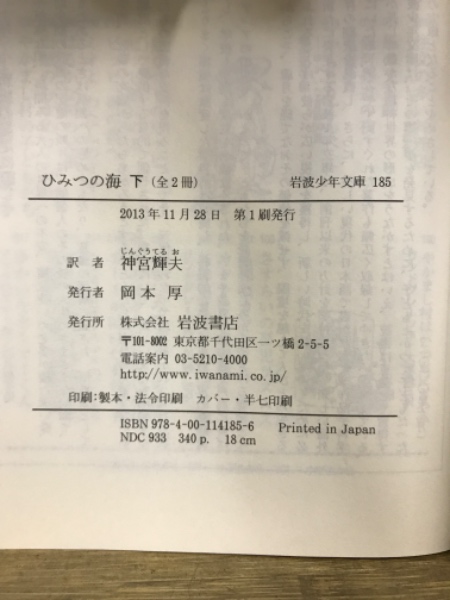 ひみつの海 下（全2冊） 岩波少年文庫 185
2013年11月28日 第1刷発行
じんぐうてる お
訳 者 神宮輝夫
発行者 岡本 厚
発行所 株式会社 岩波書店
〒101-8002 東京都千代田区一ツ橋 2-5-5
電話案内 03-5210-4000
http://www.iwanami.co.jp/
印刷:製本・法令印刷 カバー・半七印刷
ISBN 978-4-00-114185-6 Printed in Japan
NDC 933 340 p. 18 cm